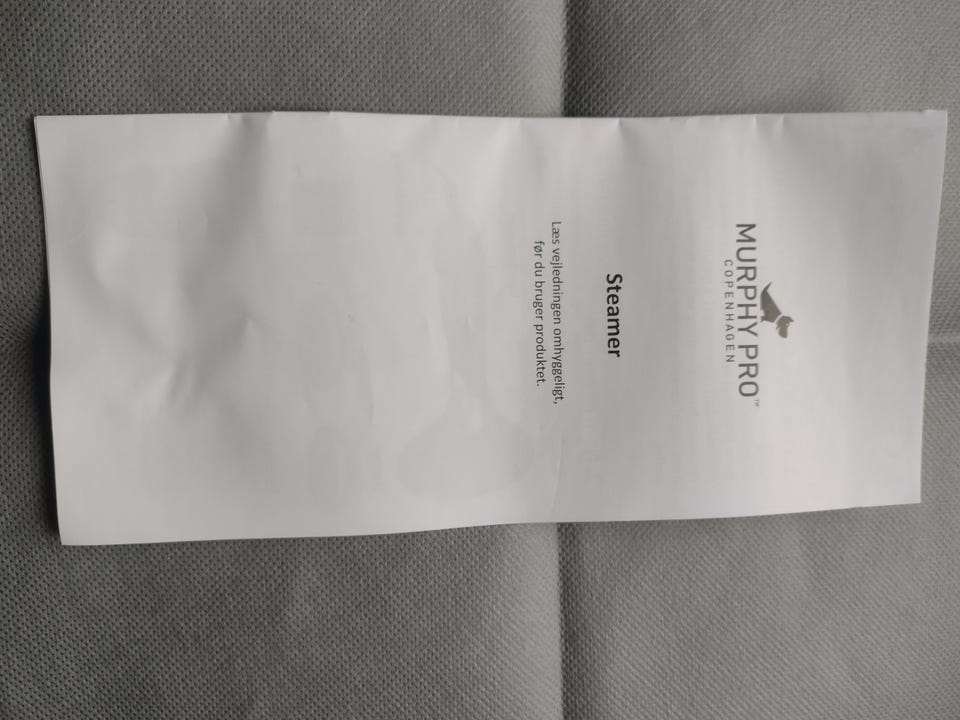 MURPHY PRO™
COPENHAGEN
Steamer
Læs vejledningen omhyggeligt,
før du bruger produktet.